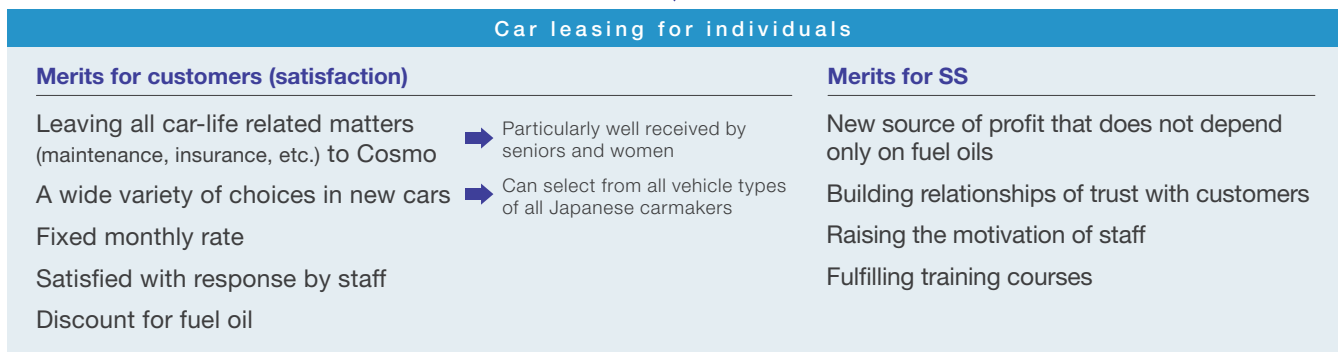 Car leasing for individuals
Merits for customers (satisfaction)
Leaving all car-life related matters
(maintenance, insurance, etc.) to Cosmo
Particularly well received by
seniors and women
A wide variety of choices in new cars
Can select from all vehicle types
of all Japanese carmakers
Fixed monthly rate
Satisfied with response by staff
Discount for fuel oil
Merits for SS
New source of profit that does not depend
only on fuel oils
Building relationships of trust with customers
Raising the motivation of staff
Fulfilling training courses